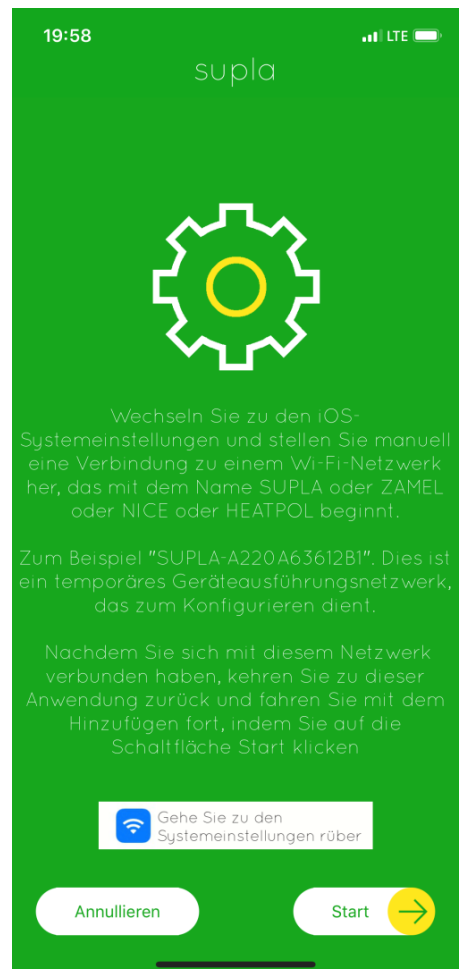 19:58
LTE
supla
Wechseln Sie zu den iOS-
Systemeinstellungen und stellen Sie manuell
eine Verbindung zu einem Wi-Fi-Netzwerk
her, das mit dem Name SUPLA oder ZAMEL
oder NICE oder HEATPOL beginnt.
Zum Beispiel "SUPLA-A220A63612B1". Dies ist
ein temporäres Geräteausführungsnetzwerk,
das zum Konfigurieren dient.
Nachdem Sie sich mit diesem Netzwerk
verbunden haben, kehren Sie zu dieser
Anwendung zurück und fahren Sie mit dem
Hinzufügen fort, indem Sie auf die
Schaltfläche Start klicken
Gehe Sie zu den
Systemeinstellungen rüber
Annullieren
Start